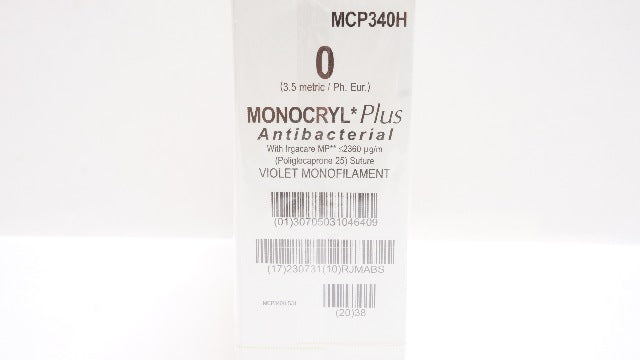 MCP340H
0
(3.5 metric / Ph. Eur.)
MONOCRYL* Plus
Antibacterial
With Irgacare MP** ≤2360 µg/m
(Poliglecaprone 25) Suture
VIOLET MONOFILAMENT
(01)30705031046409
(17)230731(10)RJMABS
(20)38